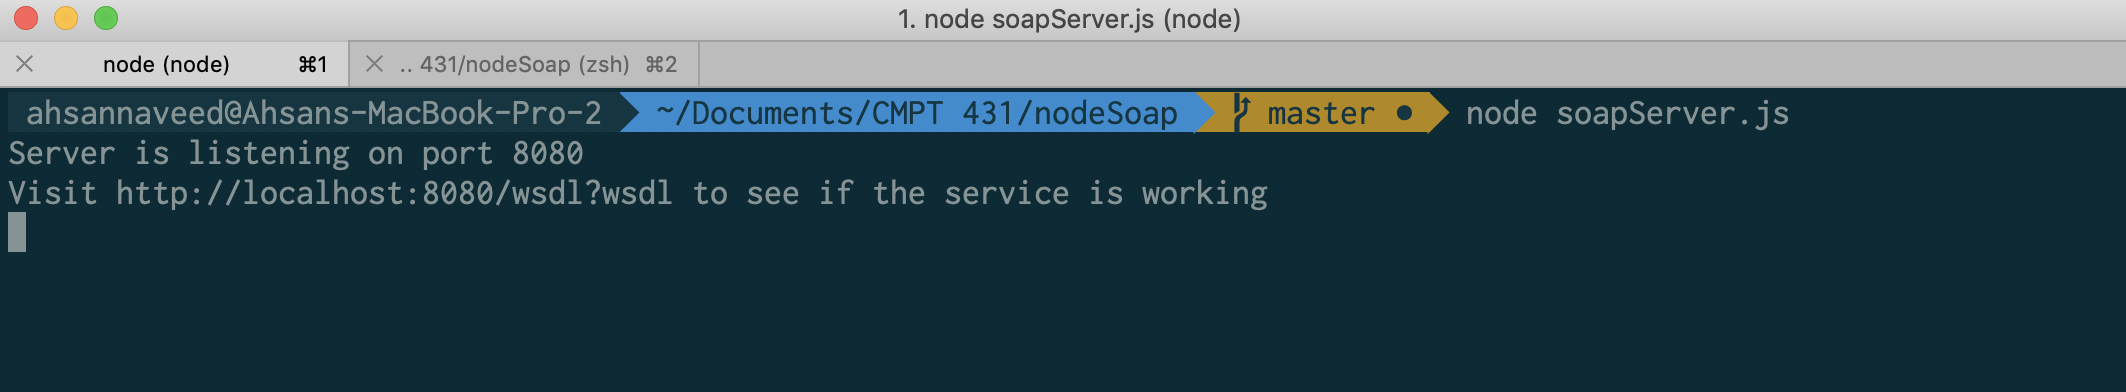 1. node soapServer.js (node)
node (node) ⌘1 .. 431/nodeSoap (zsh) ⌘2
ahsannaveed@Ahsans-MacBook-Pro-2 ~/Documents/CMPT 431/nodeSoap master ● node soapServer.js
Server is listening on port 8080
Visit http://localhost:8080/wsdl?wsdl to see if the service is working